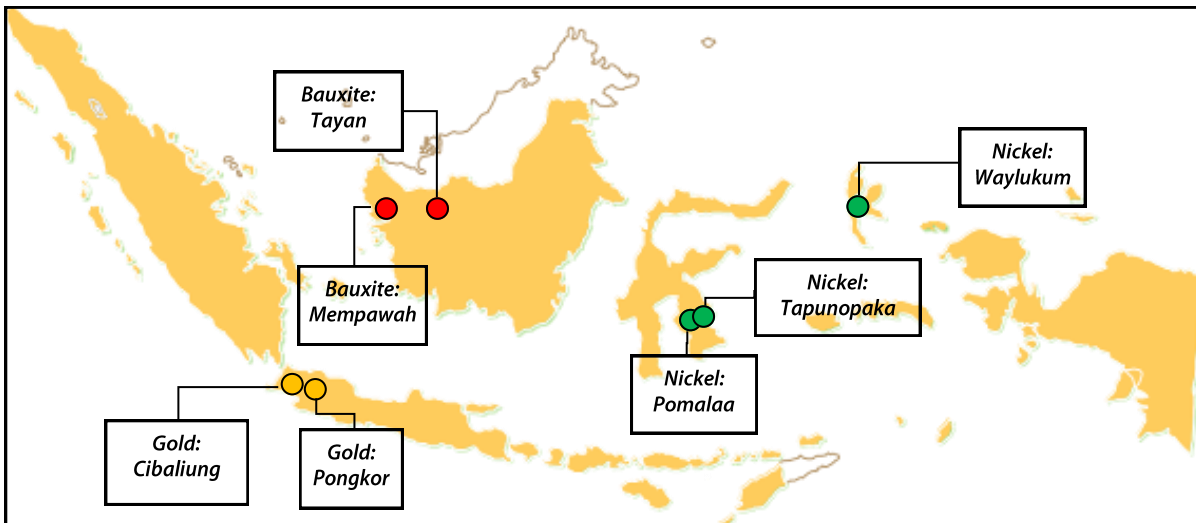 Bauxite:
Tayan
Nickel:
Waylukum
Bauxite:
Mempawah
Nickel:
Tapunopaka
Nickel:
Pomalaa
Gold:
Cibaliung
Gold:
Pongkor